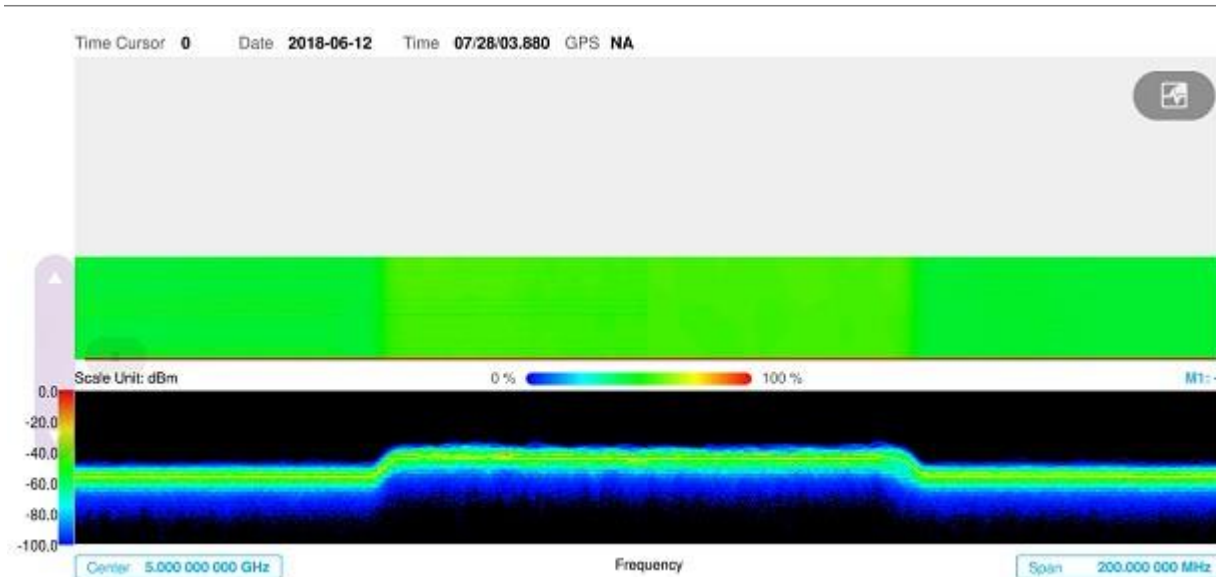 Time Cursor 0 Date 2018-06-12 Time 07/28/03.880 GPS NA
Scale Unit: dBm 0 % 100 % M1: -
0.0
-20.0
-40.0
-60.0
-80.0
-100.0
Center 5.000 000 000 GHz Frequency Span 200.000 000 MHz